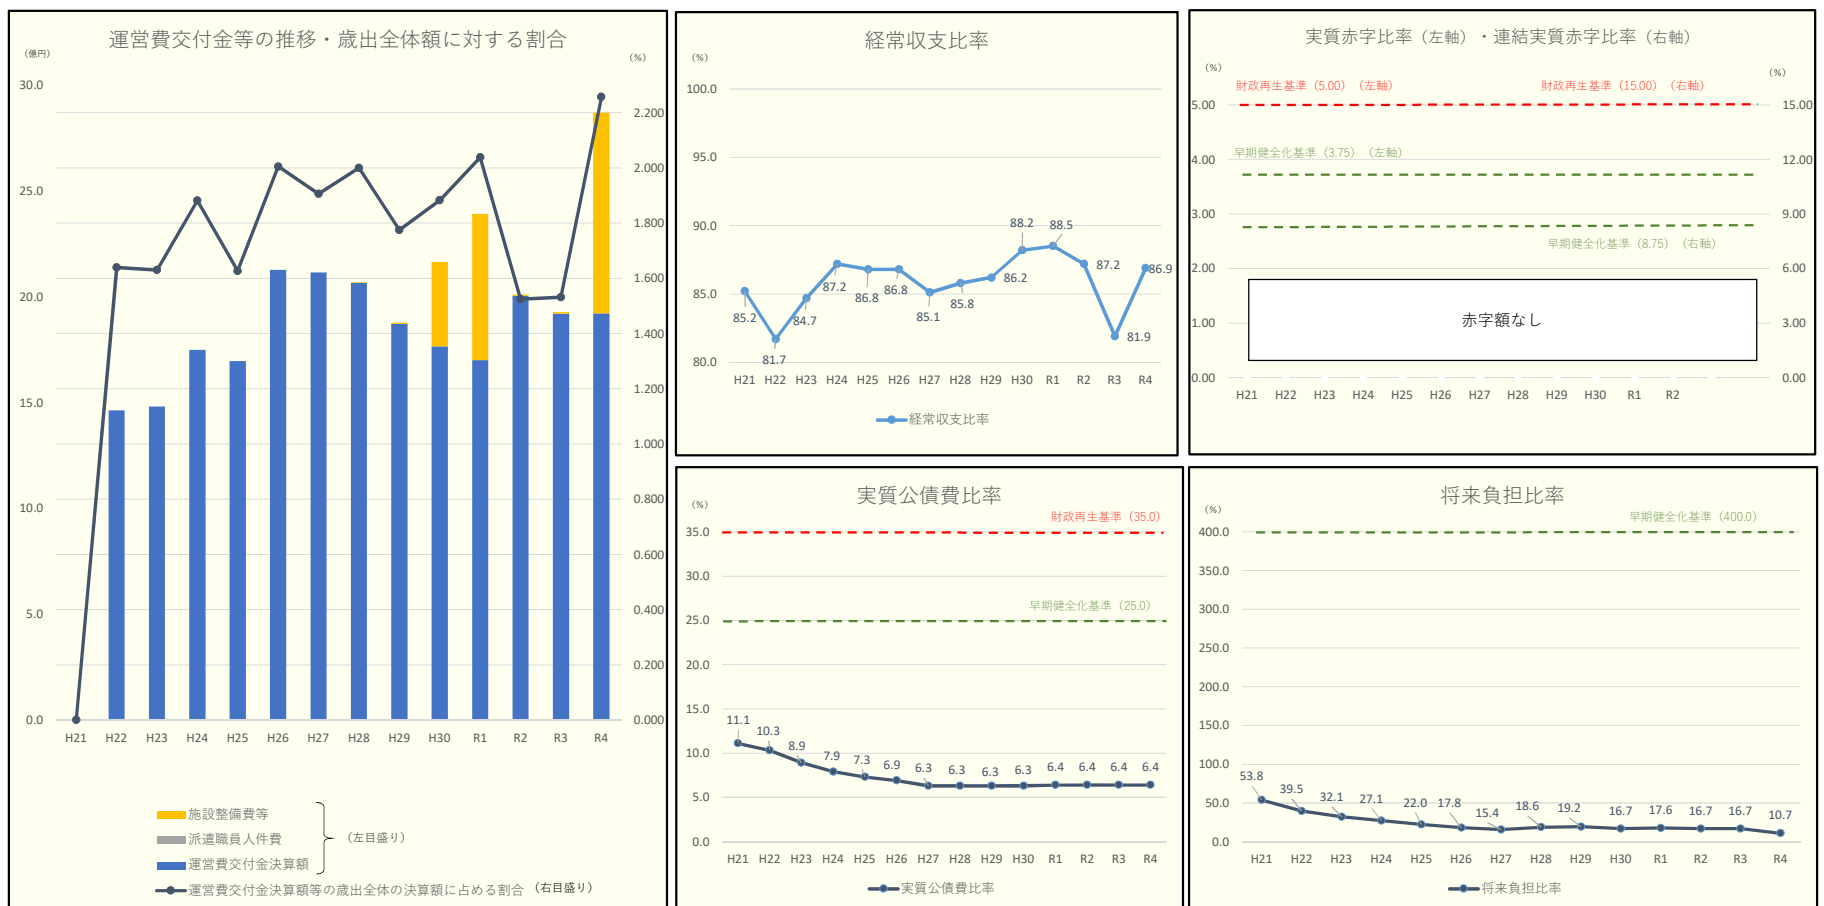 運営費交付金等の推移・歳出全体額に対する割合
(億円)
(%)
30.0
25.0
20.0
15.0
10.0
5.0
0.0
2.200
2.000
1.800
1.600
1.400
1.200
1.000
0.800
0.600
0.400
0.200
0.000
H21 H22 H23 H24 H25 H26 H27 H28 H29 H30 R1 R2 R3 R4
施設整備費等
派遣職員人件費
(左目盛り)
運営費交付金決算額
運営費交付金決算額等の歳出全体の決算額に占める割合 (右目盛り)
経常収支比率
(%)
100.0
95.0
90.0
85.0
80.0
85.2 81.7 84.7 87.2 86.8 86.8 85.1 85.8 86.2 88.2 88.5 87.2 81.9 86.9
H21 H22 H23 H24 H25 H26 H27 H28 H29 H30 R1 R2 R3 R4
経常収支比率
実質赤字比率(左軸)・連結実質赤字比率(右軸)
(%)
(%)
財政再生基準(5.00)(左軸)
財政再生基準(15.00)(右軸)
早期健全化基準(3.75)(左軸)
早期健全化基準(8.75)(右軸)
5.00
4.00
3.00
2.00
1.00
0.00
15.00
12.00
9.00
6.00
3.00
0.00
赤字額なし
H21 H22 H23 H24 H25 H26 H27 H28 H29 H30 R1 R2
実質公債費比率
(%)
財政再生基準(35.0)
早期健全化基準(25.0)
35.0
30.0
25.0
20.0
15.0
10.0
5.0
0.0
11.1 10.3 8.9 7.9 7.3 6.9 6.3 6.3 6.3 6.3 6.4 6.4 6.4 6.4
H21 H22 H23 H24 H25 H26 H27 H28 H29 H30 R1 R2 R3 R4
実質公債費比率
将来負担比率
(%)
早期健全化基準(400.0)
400.0
350.0
300.0
250.0
200.0
150.0
100.0
50.0
0.0
53.8 39.5 32.1 27.1 22.0 17.8 15.4 18.6 19.2 16.7 17.6 16.7 16.7 10.7
H21 H22 H23 H24 H25 H26 H27 H28 H29 H30 R1 R2 R3 R4
将来負担比率